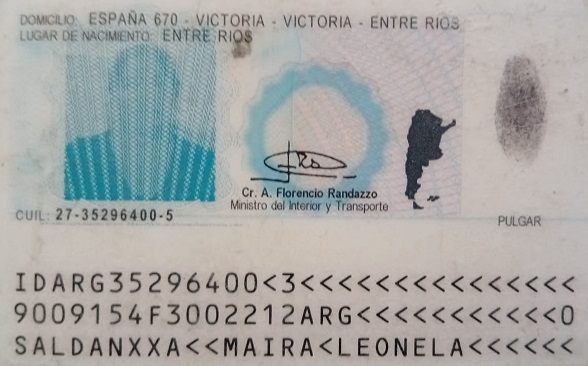 DOMICILIO: ESPAÑA 670 - VICTORIA - VICTORIA - ENTRE RIOS
LUGAR DE NACIMIENTO: ENTRE RIOS
Cr. A. Florencio Randazzo
Ministro del Interior y Transporte
CUIL: 27-35296400-5
PULGAR
IDARG35296400<3<<<<<<<<<<<<<<<
9009154F3002212ARG<<<<<<<<<<<0
SALDANXXA<<MAIRA<LEONELA<<<<<<